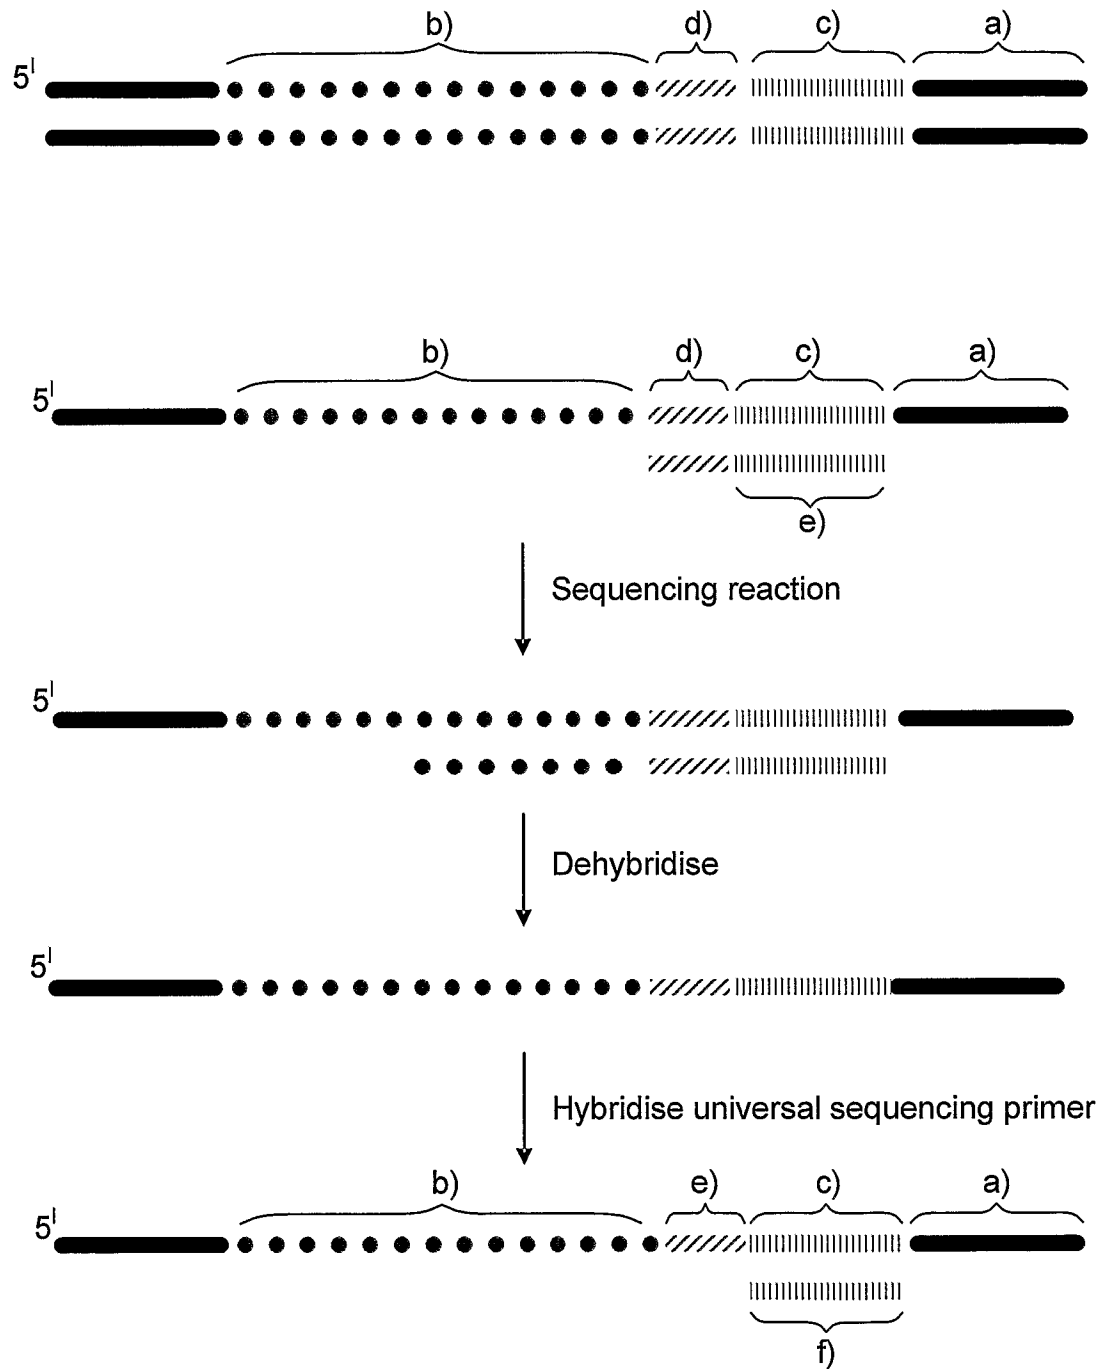 b) d) c) a)
5'
b) d) c) a)
5'
e)
Sequencing reaction
5'
Dehybridise
5'
Hybridise universal sequencing primer
b) e) c) a)
5'
f)